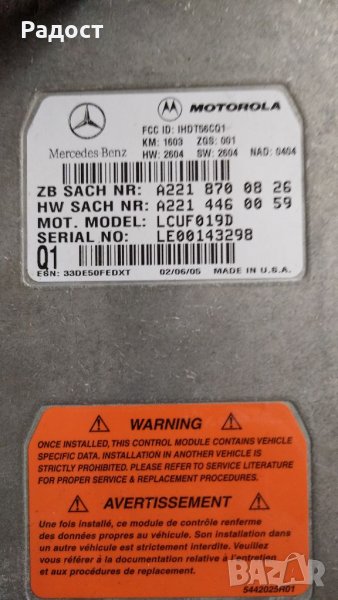 Радост
Mercedes-Benz
MOTOROLA
FCC ID: IHDT56CQ1
KM: 1603 ZGS: 001
HW: 2604 SW: 2604 NAD: 0404
ZB SACH NR: A221 870 08 26
HW SACH NR: A221 446 00 59
MOT. MODEL: LCUF019D
SERIAL NO: LE00143298
Q1
ESN: 33DE50FEDXT 02/06/05 MADE IN U.S.A.
WARNING
ONCE INSTALLED, THIS CONTROL MODULE CONTAINS VEHICLE
SPECIFIC DATA. INSTALLATION IN ANOTHER VEHICLE IS
STRICTLY PROHIBITED. PLEASE REFER TO SERVICE LITERATURE
FOR PROPER SERVICE & REPLACEMENT PROCEDURES.
AVERTISSEMENT
Une fois installé, ce module de contrôle renferme
des données propres au véhicule. Son installation dans
un autre véhicule est strictement interdite. Veuillez
vous référer à la documentation relative à l'entretien
et aux procédures de remplacement.
5442025R01
BAZAR